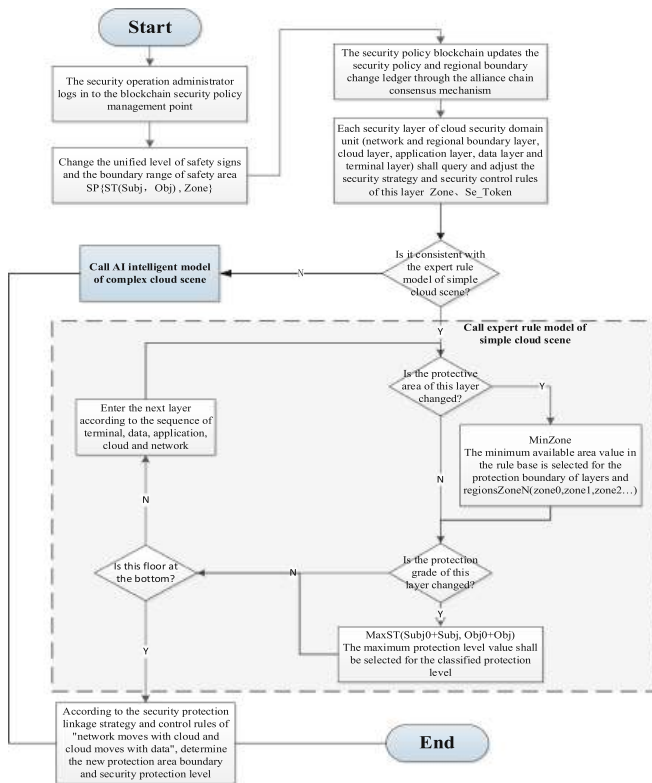 Start
The security operation administrator
logs in to the blockchain security policy
management point
Change the unified level of safety signs
and the boundary range of safety area
SP{ST(Subj, Obj) , Zone}
The security policy blockchain updates the
security policy and regional boundary
change ledger through the alliance chain
consensus mechanism
Each security layer of cloud security domain
unit (network and regional boundary layer,
cloud layer, application layer, data layer and
terminal layer) shall query and adjust the
security strategy and security control rules
of this layer Zone、Se_Token
Is it consistent with
the expert rule
model of simple
cloud scene?
N
Call AI intelligent model
of complex cloud scene
Y
Call expert rule model of
simple cloud scene
Is the protective
area of this layer
changed?
Y
MinZone
The minimum available area value in
the rule base is selected for the
protection boundary of layers and
regionsZoneN(zone0,zone1,zone2…)
N
Enter the next layer
according to the sequence of
terminal, data, application,
cloud and network
N
Is the protection
grade of this
layer changed?
N
Is this floor at
the bottom?
Y
MaxST(Subj0+Subj, Obj0+Obj)
The maximum protection level value shall
be selected for the classified protection
level
Y
According to the security protection
linkage strategy and control rules of
"network moves with cloud and
cloud moves with data", determine
the new protection area boundary
and security protection level
End